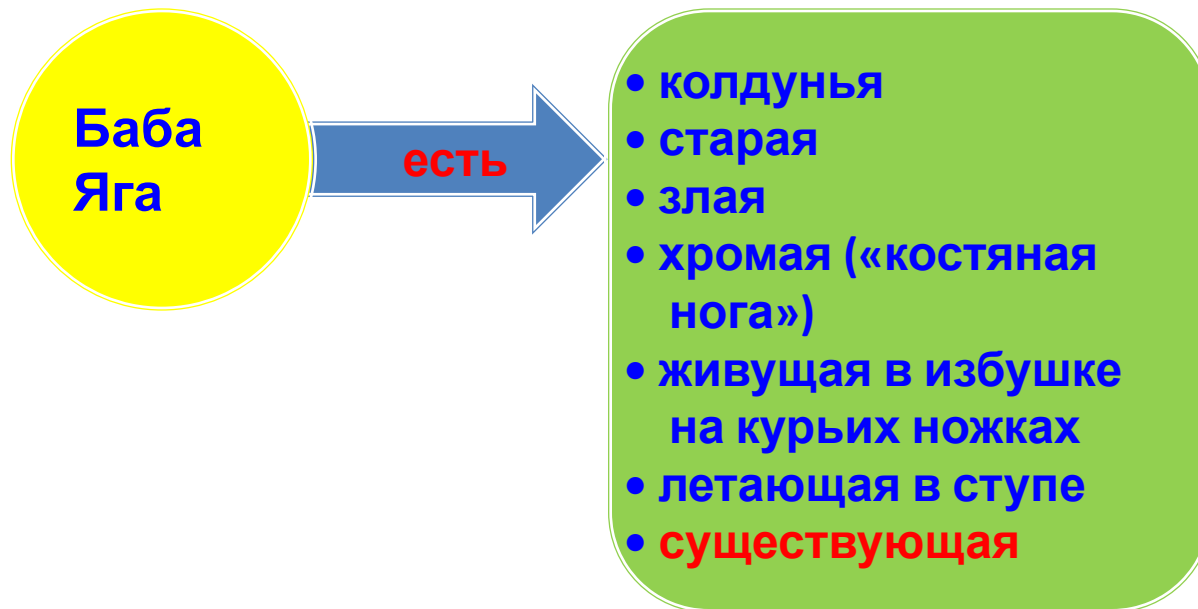 Баба
Яга
есть
• колдунья
• старая
• злая
• хромая («костяная
нога»)
• живущая в избушке
на курьих ножках
• летающая в ступе
• существующая